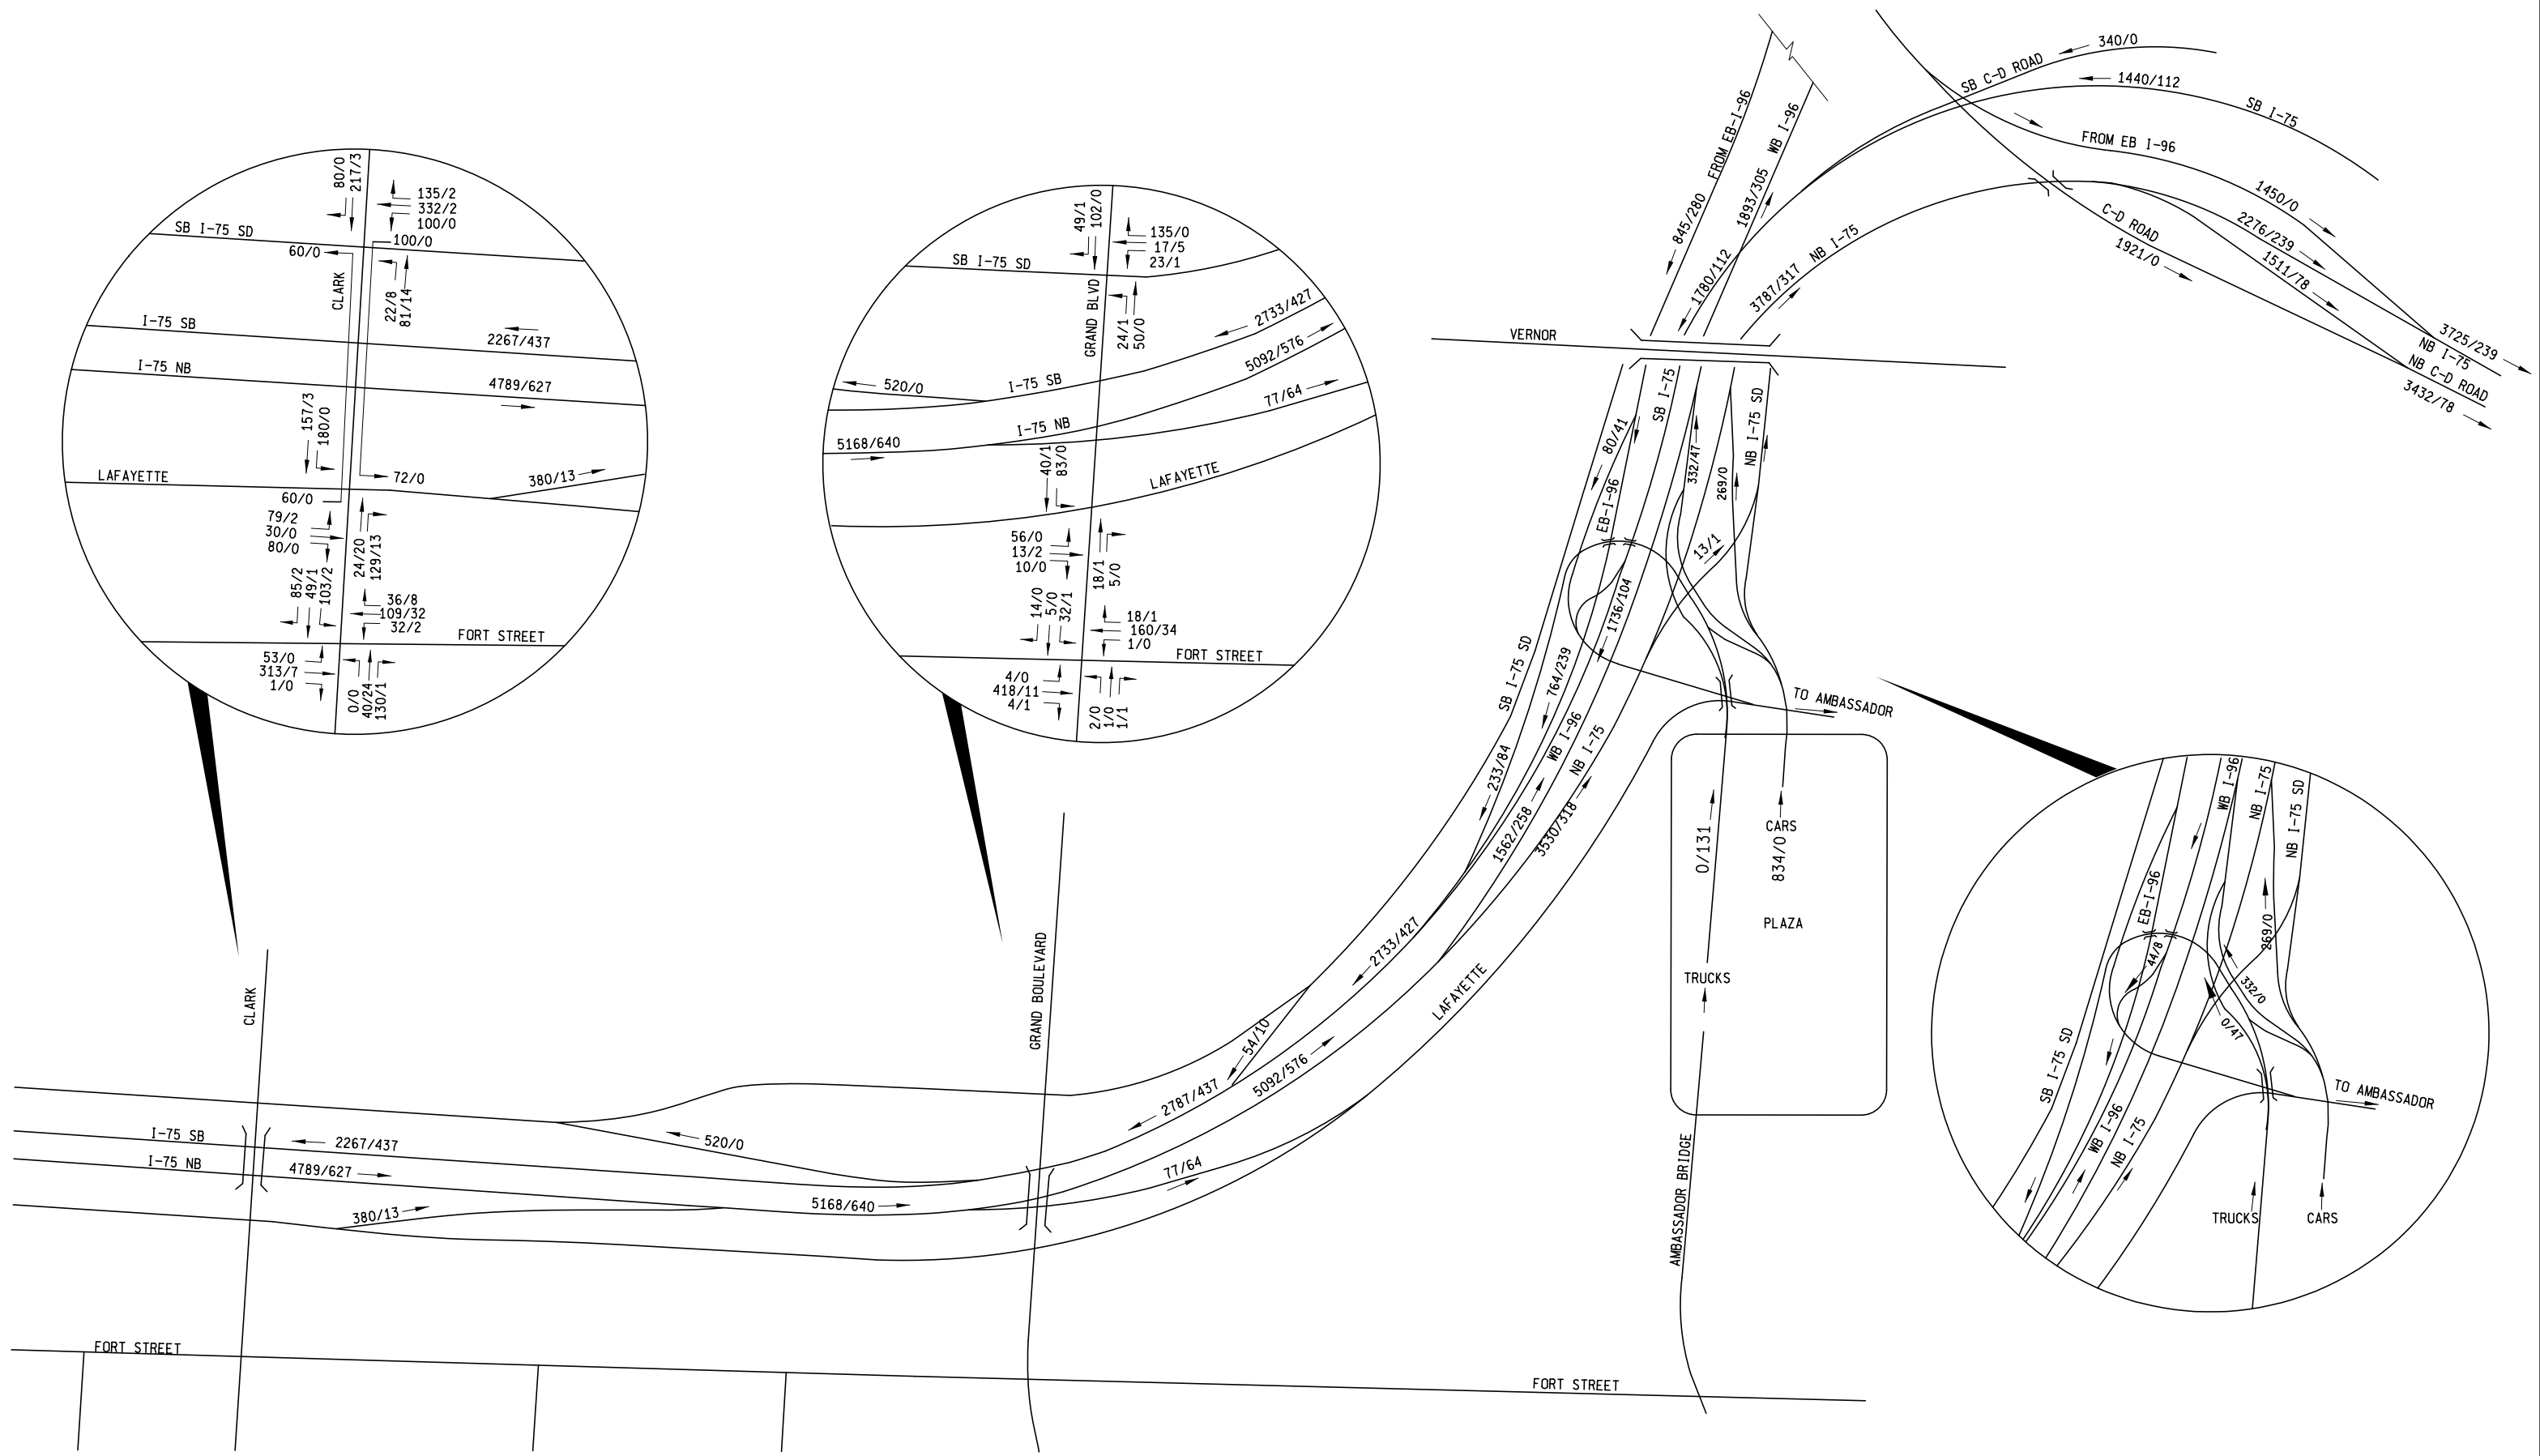 340/0
SB C-D ROAD
1440/112
SB I-75
FROM EB-I-96
WB I-96
845/280
1893/305
1780/112
3787/317 NB I-75
FROM EB I-96
1450/0
2276/239
1511/78
C-D ROAD
1921/0
3725/239
NB I-75
NB C-D ROAD
3432/78
VERNOR
80/0
217/3
135/2
332/2
100/0
SB I-75 SD
60/0
100/0
CLARK
22/8
81/14
I-75 SB
2267/437
I-75 NB
4789/627
157/3
180/0
LAFAYETTE
72/0
380/13
60/0
79/2
30/0
80/0
24/20
129/13
85/2
49/1
103/2
36/8
109/32
32/2
FORT STREET
53/0
313/7
1/0
0/0
40/24
130/1
49/1
102/0
135/0
17/5
23/1
SB I-75 SD
GRAND BLVD
24/1
50/0
2733/427
5092/576
520/0
I-75 SB
77/64
I-75 NB
5168/640
40/1
83/0
LAFAYETTE
56/0
13/2
10/0
18/1
5/0
14/0
5/0
32/1
18/1
160/34
1/0
FORT STREET
4/0
418/11
4/1
2/0
1/0
1/1
SB I-75
NB I-75 SD
80/41
332/47
269/0
EB-I-96
13/1
1736/104
SB I-75 SD
764/239
WB I-96
NB I-75
233/84
1562/258
3530/318
TO AMBASSADOR
0/131
CARS
834/0
PLAZA
TRUCKS
AMBASSADOR BRIDGE
2733/427
LAFAYETTE
54/10
5092/576
2787/437
77/64
520/0
5168/640
CLARK
GRAND BOULEVARD
I-75 SB
2267/437
I-75 NB
4789/627
380/13
FORT STREET
FORT STREET
WB I-96
NB I-75
NB I-75 SD
EB-I-96
44/8
269/0
332/0
0/47
SB I-75 SD
WB I-96
NB I-75
TO AMBASSADOR
TRUCKS
CARS